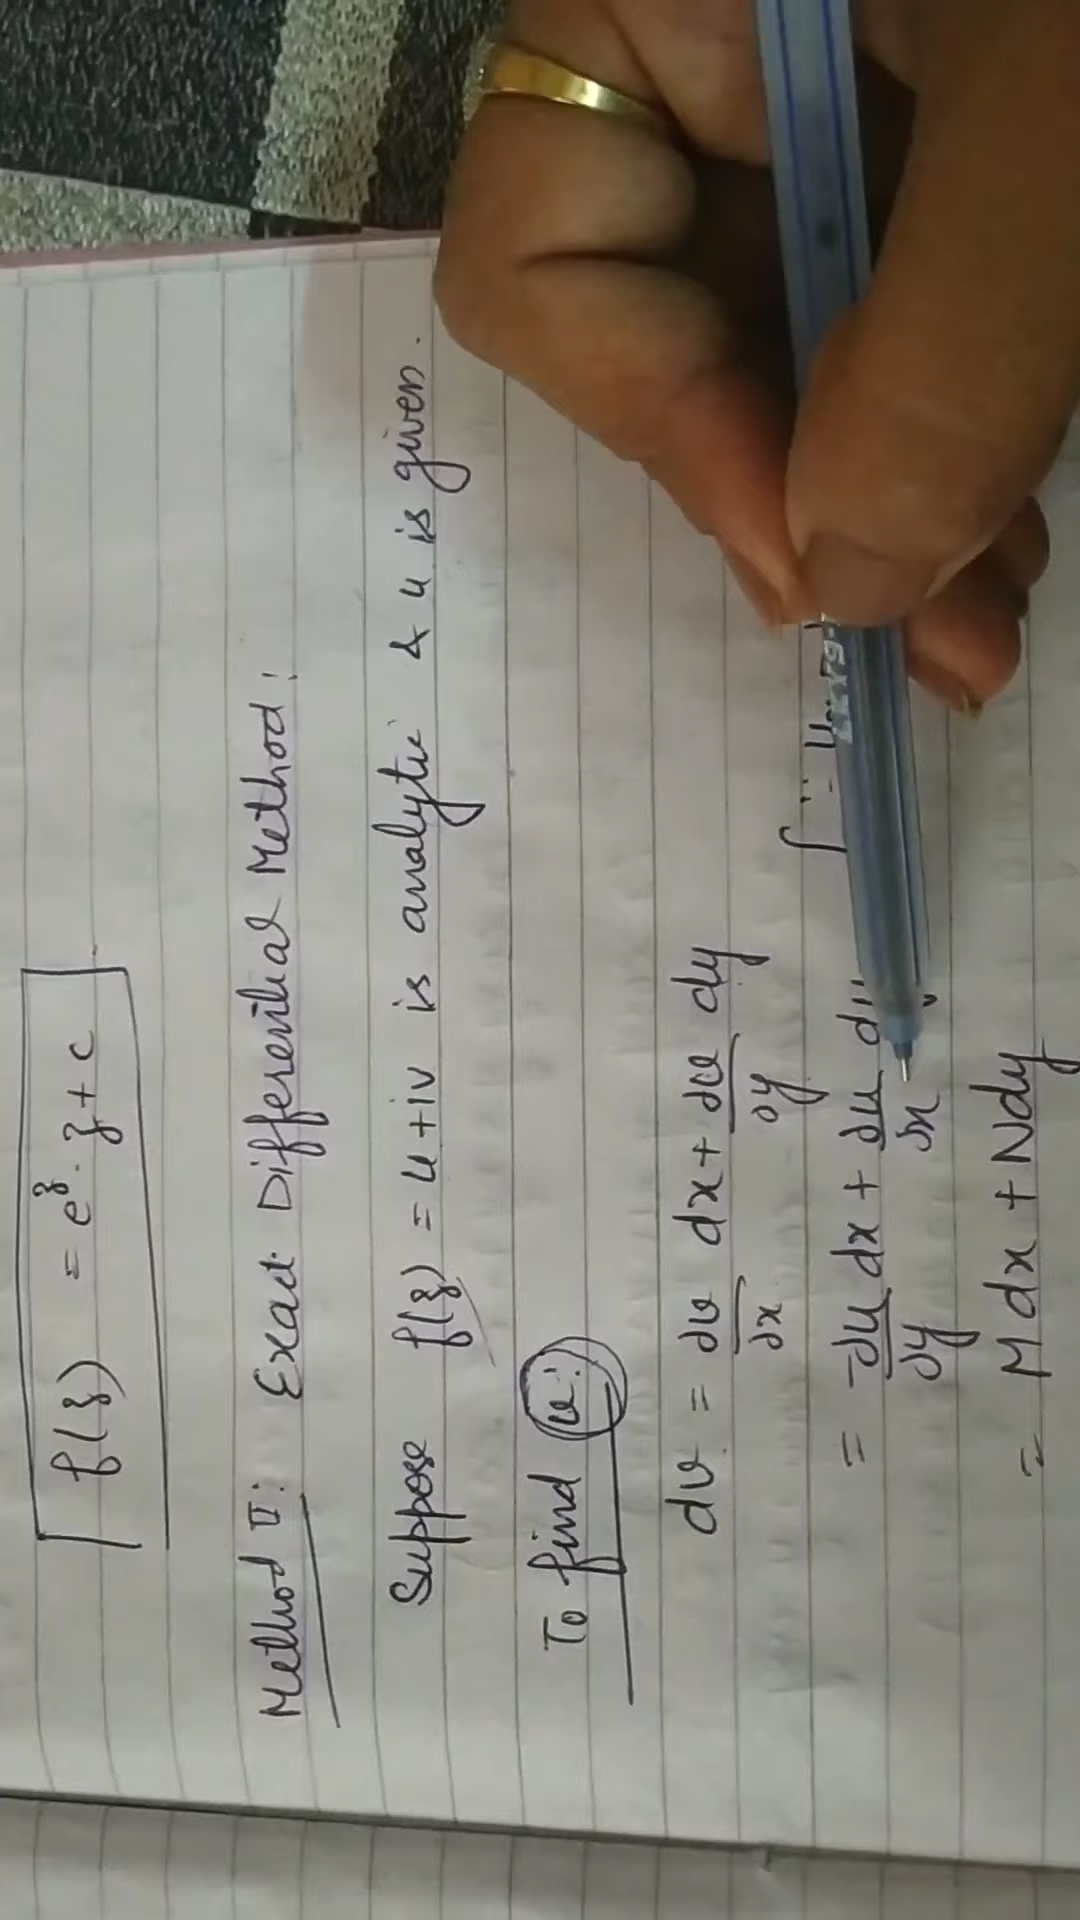 f(z) = e^z · z + c
Method II: Exact Differential Method:
Suppose f(z) = u + iv is analytic & u is given.
To find v:
dv = ∂v/∂x dx + ∂v/∂y dy
= -∂u/∂y dx + ∂u/∂x dy
= M dx + N dy